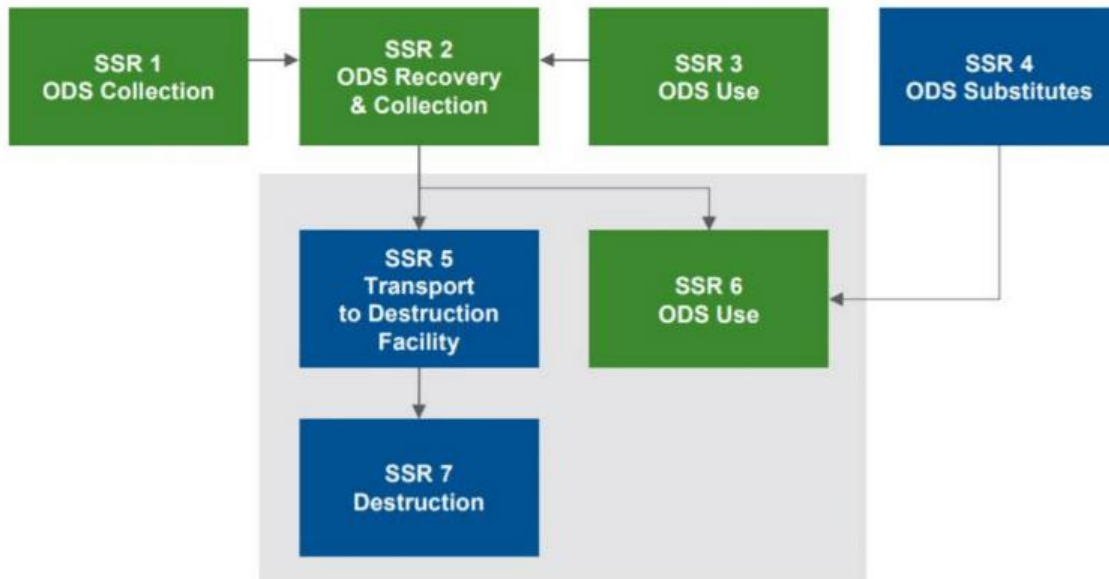 SSR 1
ODS Collection
SSR 2
ODS Recovery
& Collection
SSR 3
ODS Use
SSR 4
ODS Substitutes
SSR 5
Transport
to Destruction
Facility
SSR 6
ODS Use
SSR 7
Destruction